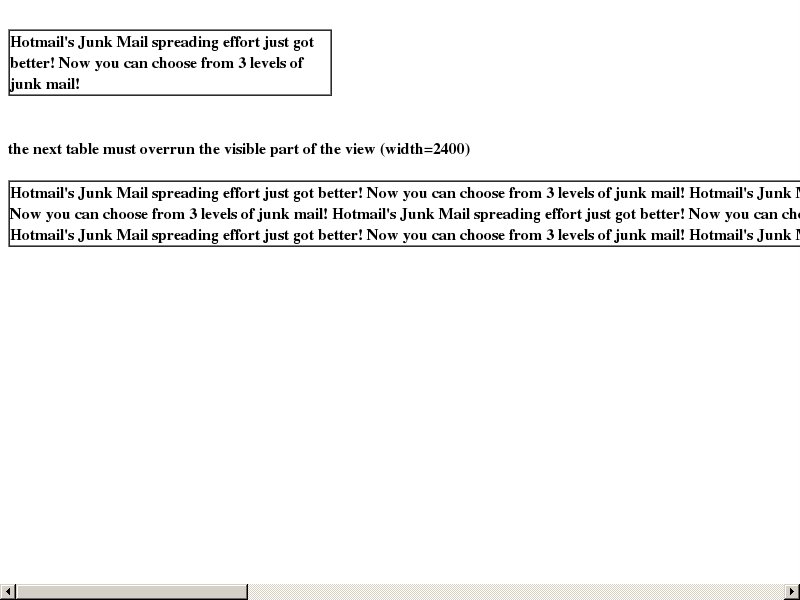 Hotmail's Junk Mail spreading effort just got
better! Now you can choose from 3 levels of
junk mail!
the next table must overrun the visible part of the view (width=2400)
Hotmail's Junk Mail spreading effort just got better! Now you can choose from 3 levels of junk mail! Hotmail's Junk
Now you can choose from 3 levels of junk mail! Hotmail's Junk Mail spreading effort just got better! Now you can
Hotmail's Junk Mail spreading effort just got better! Now you can choose from 3 levels of junk mail! Hotmail's Junk